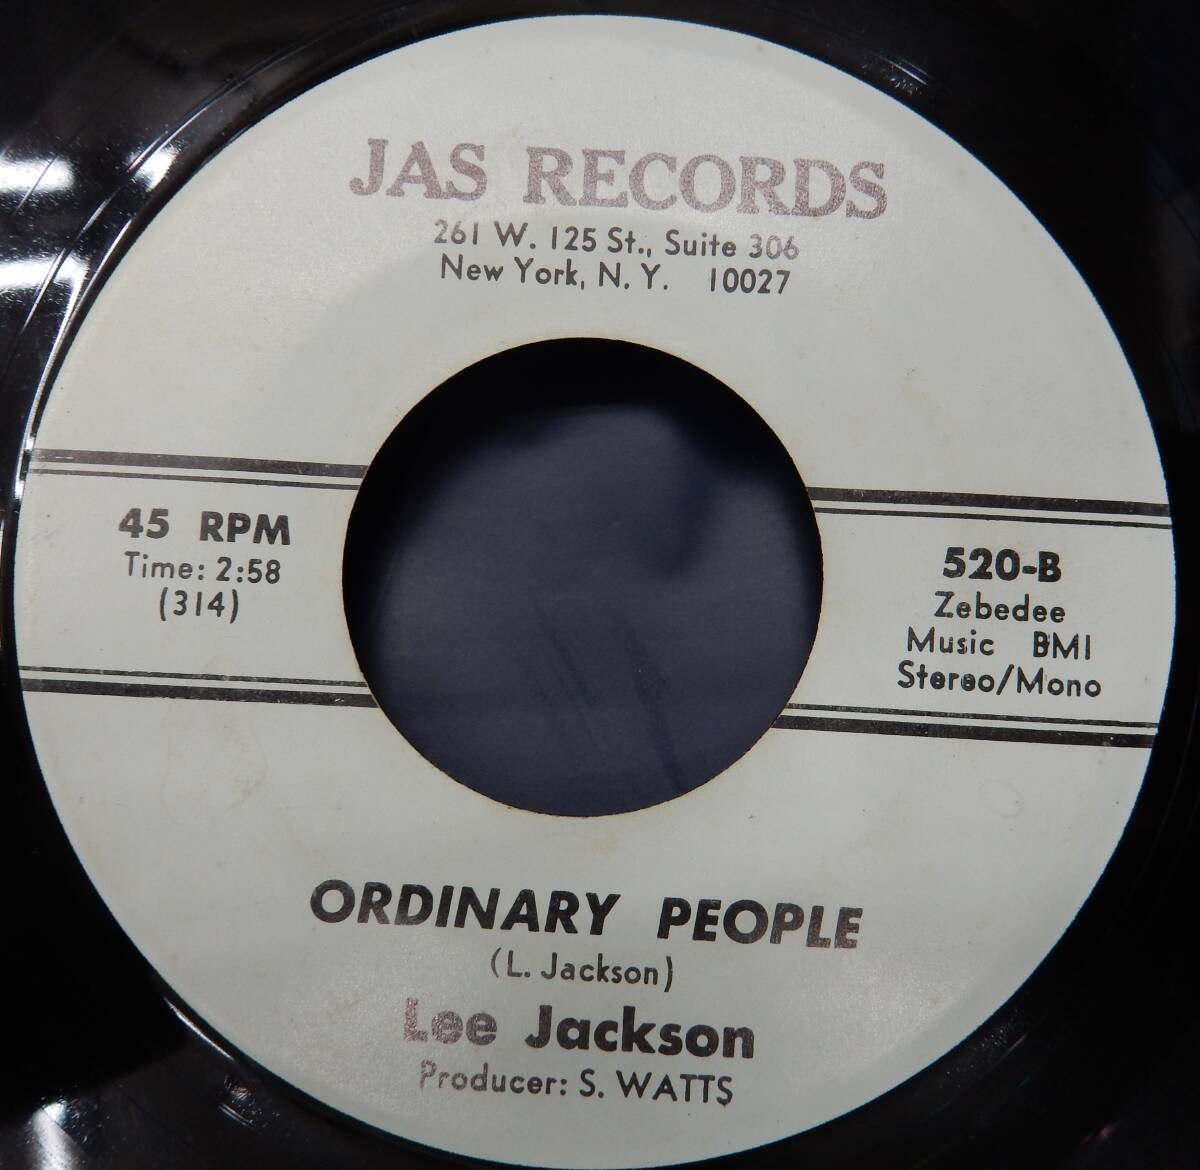 JAS RECORDS
261 W. 125 St., Suite 306
New York, N. Y. 10027
45 RPM
Time: 2:58
(314)
520-B
Zebedee
Music BMI
Stereo/Mono
ORDINARY PEOPLE
(L. Jackson)
Lee Jackson
Producer: S. WATTS